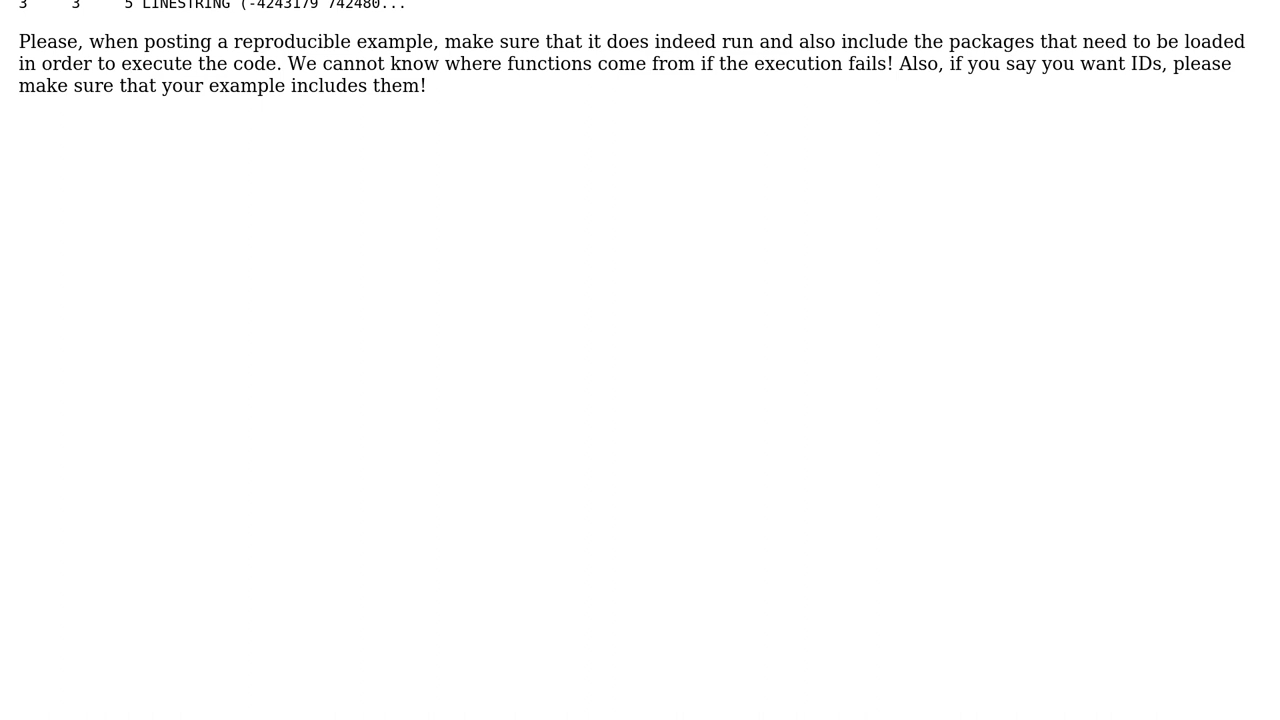 3     3     5 LINESTRING (-4243179 742480...
Please, when posting a reproducible example, make sure that it does indeed run and also include the packages that need to be loaded
in order to execute the code. We cannot know where functions come from if the execution fails! Also, if you say you want IDs, please
make sure that your example includes them!